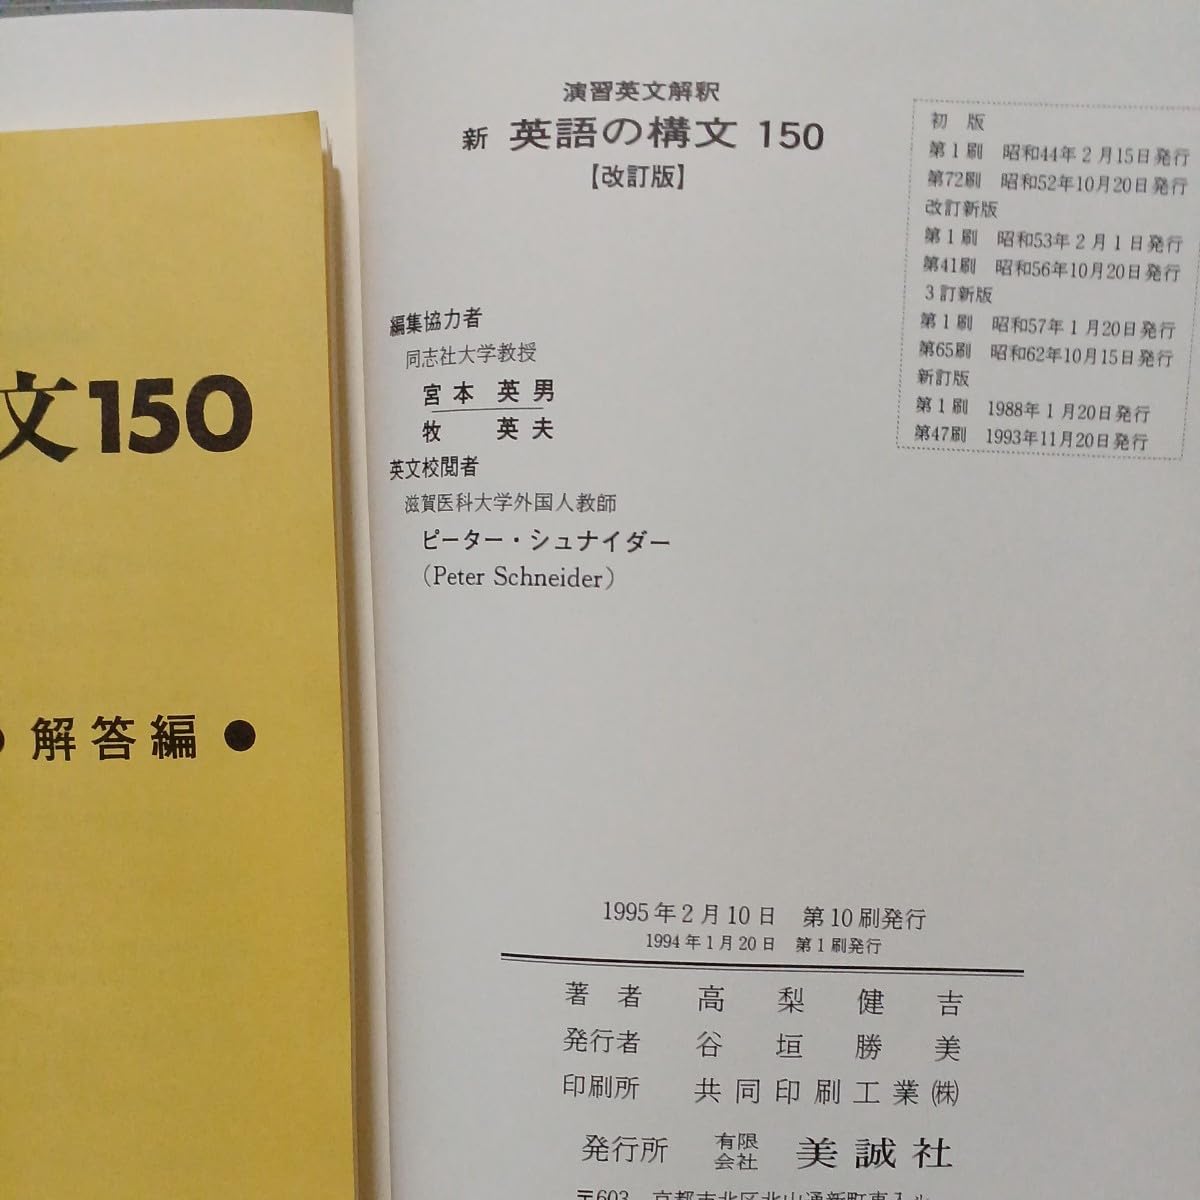 文150
解答編●
演習英文解釈
新 英語の構文 150
【改訂版】
初 版
第1刷 昭和44年2月15日発行
第72刷 昭和52年10月20日発行
改訂新版
第1刷 昭和53年2月1日発行
第41刷 昭和56年10月20日発行
3訂新版
第1刷 昭和57年1月20日発行
第65刷 昭和62年10月15日発行
新訂版
第1刷 1988年1月20日発行
第47刷 1993年11月20日発行
編集協力者
同志社大学教授
宮本 英男
牧 英夫
英文校閲者
滋賀医科大学外国人教師
ピーター・シュナイダー
(Peter Schneider)
1995年2月10日 第10刷発行
1994年1月20日 第1刷発行
著者 高梨健吉
発行者 谷垣勝美
印刷所 共同印刷工業㈱
発行所 有限会社 美誠社
〒603 京都市北区北山通新町東入ル